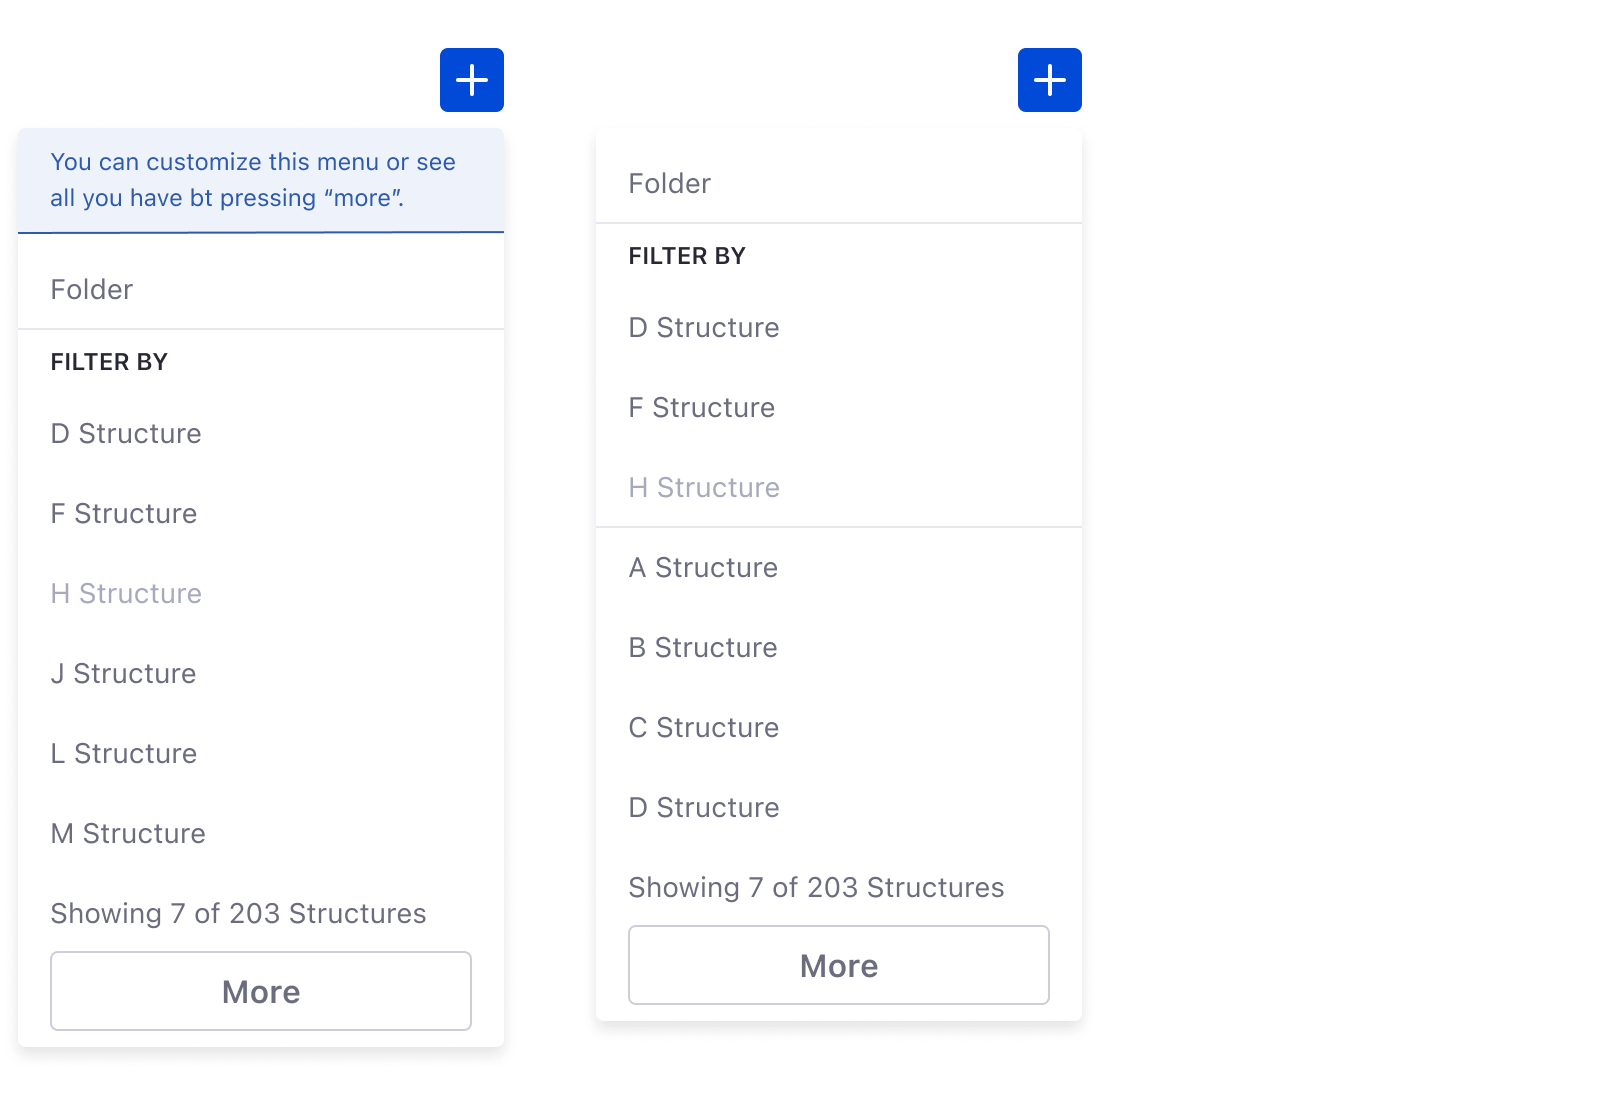 You can customize this menu or see
all you have bt pressing “more”.
Folder
FILTER BY
D Structure
F Structure
H Structure
J Structure
L Structure
M Structure
Showing 7 of 203 Structures
More
Folder
FILTER BY
D Structure
F Structure
H Structure
A Structure
B Structure
C Structure
D Structure
Showing 7 of 203 Structures
More